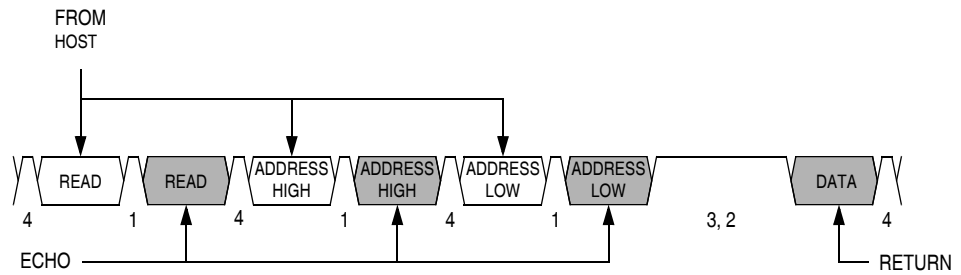 FROM
HOST
READ
READ
ADDRESS
HIGH
ADDRESS
HIGH
ADDRESS
LOW
ADDRESS
LOW
DATA
4
1
4
1
4
1
3, 2
4
ECHO
RETURN